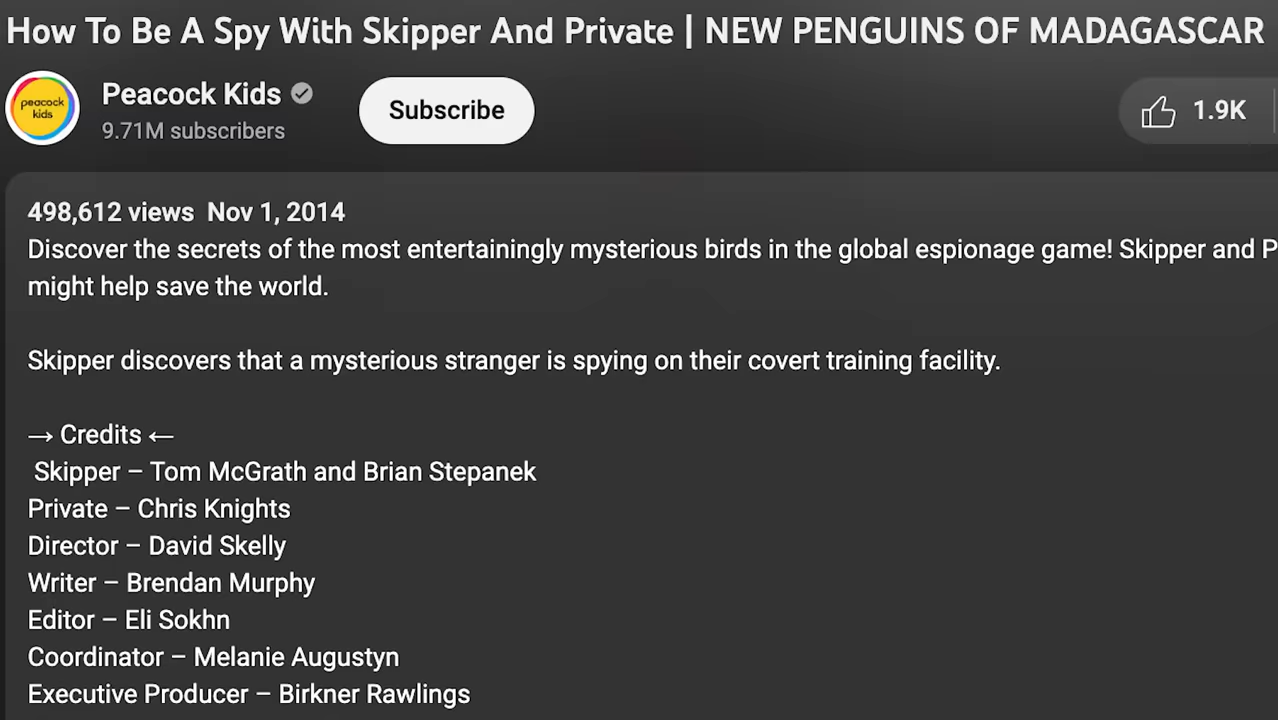 How To Be A Spy With Skipper And Private | NEW PENGUINS OF MADAGASCAR
peacock
kids
Peacock Kids
9.71M subscribers
Subscribe
1.9K
498,612 views Nov 1, 2014
Discover the secrets of the most entertainingly mysterious birds in the global espionage game! Skipper and P
might help save the world.
Skipper discovers that a mysterious stranger is spying on their covert training facility.
→ Credits ←
Skipper – Tom McGrath and Brian Stepanek
Private – Chris Knights
Director – David Skelly
Writer – Brendan Murphy
Editor – Eli Sokhn
Coordinator – Melanie Augustyn
Executive Producer – Birkner Rawlings